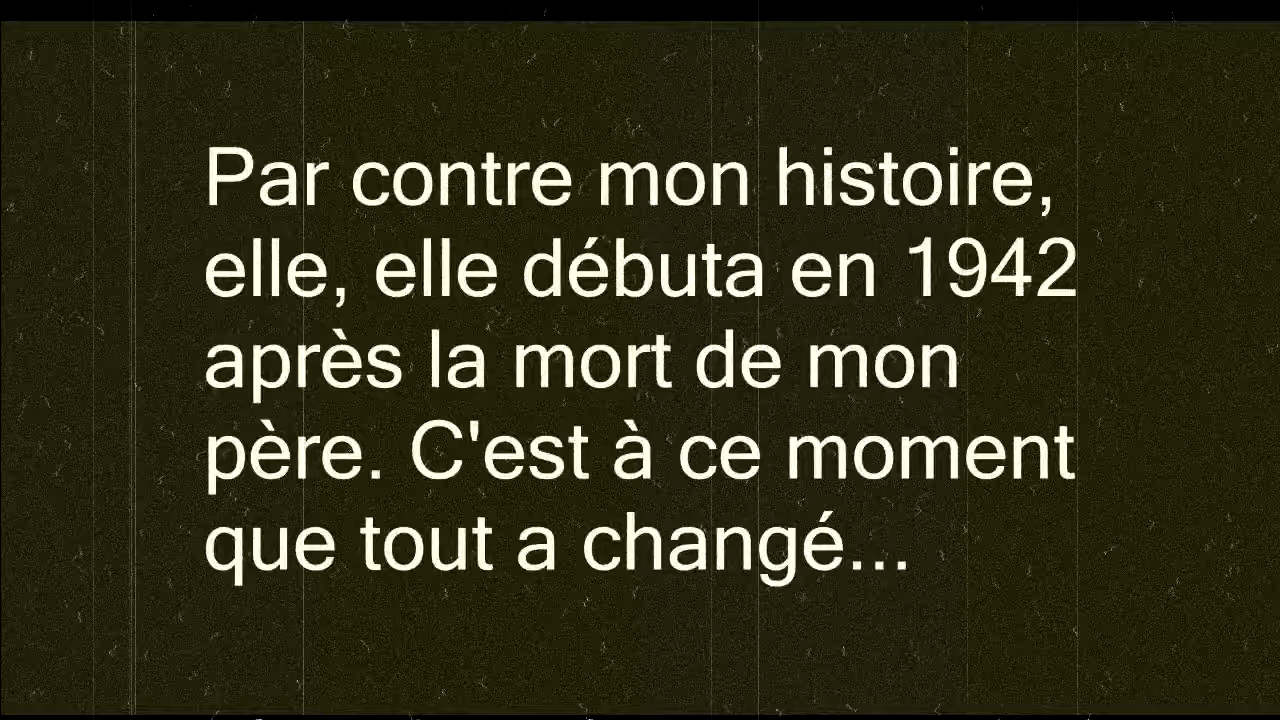 Par contre mon histoire,
elle, elle débuta en 1942
après la mort de mon
père. C'est à ce moment
que tout a changé...